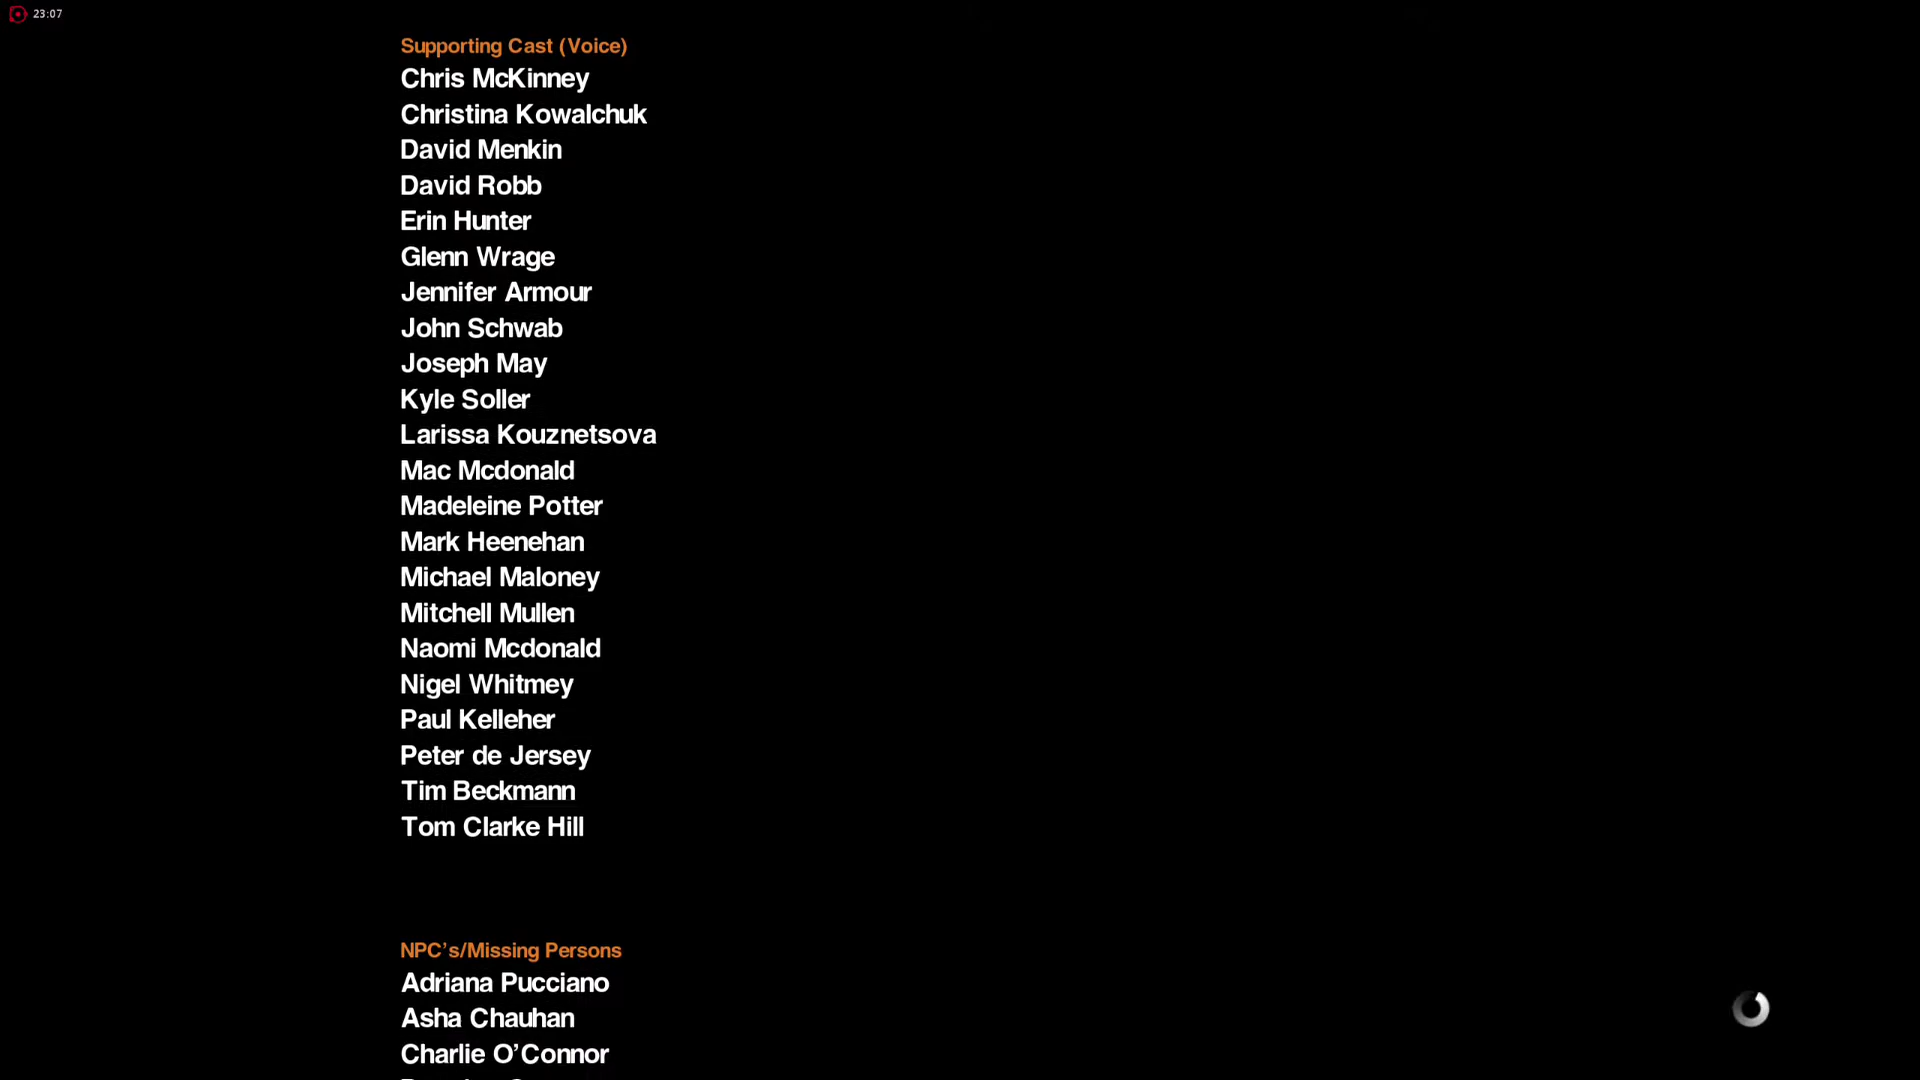 23:07
Supporting Cast (Voice)
Chris McKinney
Christina Kowalchuk
David Menkin
David Robb
Erin Hunter
Glenn Wrage
Jennifer Armour
John Schwab
Joseph May
Kyle Soller
Larissa Kouznetsova
Mac Mcdonald
Madeleine Potter
Mark Heenehan
Michael Maloney
Mitchell Mullen
Naomi Mcdonald
Nigel Whitmey
Paul Kelleher
Peter de Jersey
Tim Beckmann
Tom Clarke Hill
NPC’s/Missing Persons
Adriana Pucciano
Asha Chauhan
Charlie O’Connor